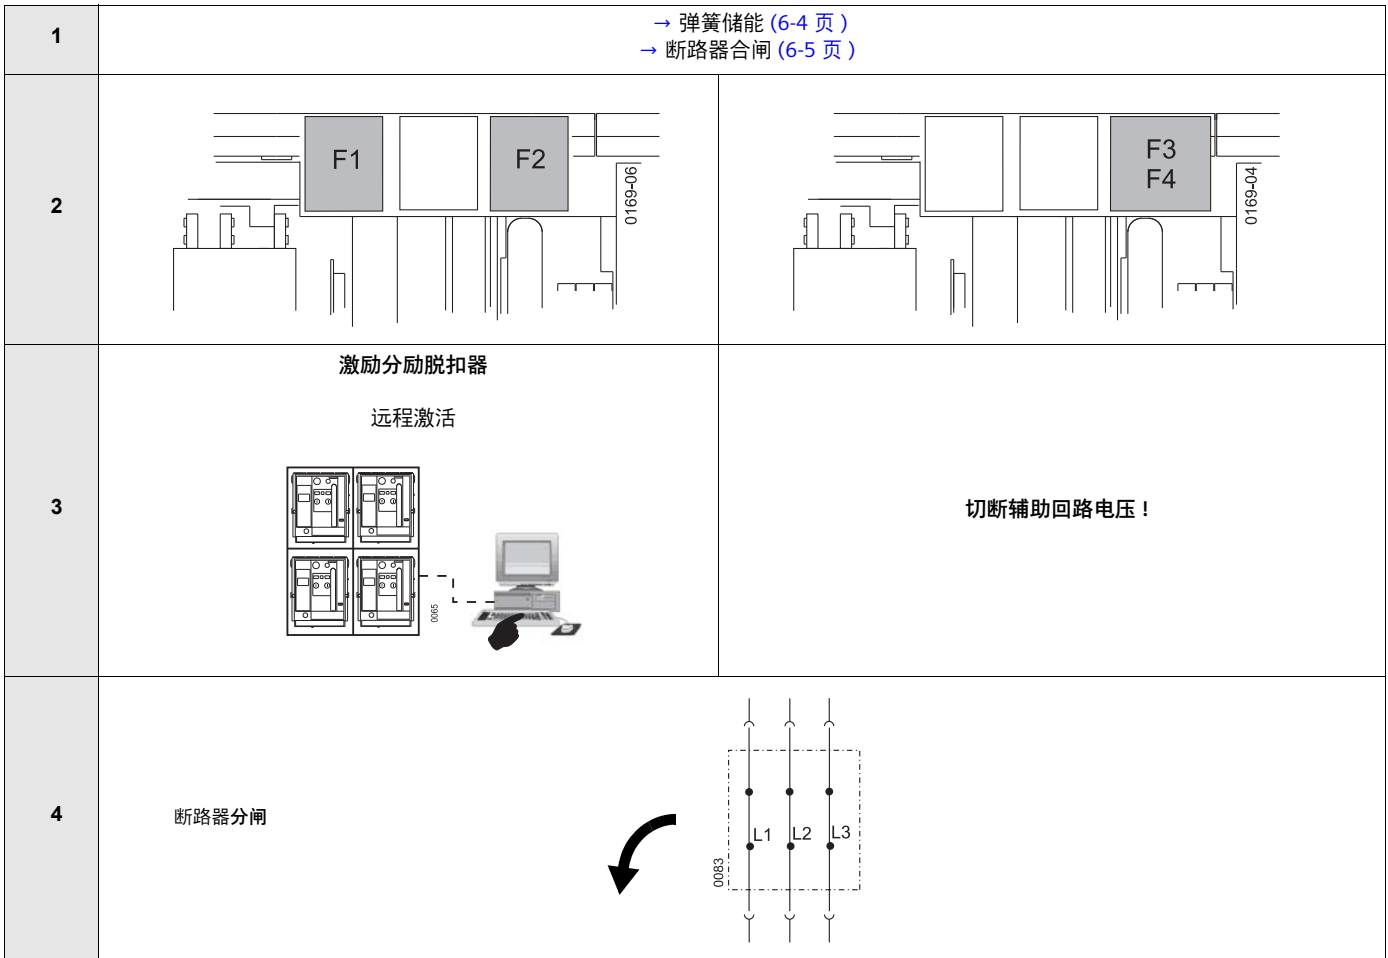 1
→ 弹簧储能 (6-4 页 )
→ 断路器合闸 (6-5 页 )
2
F1
F2
0169-06
F3
F4
0169-04
3
激励分励脱扣器
远程激活
0065
切断辅助回路电压 !
4
断路器分闸
L1
L2
L3
0083